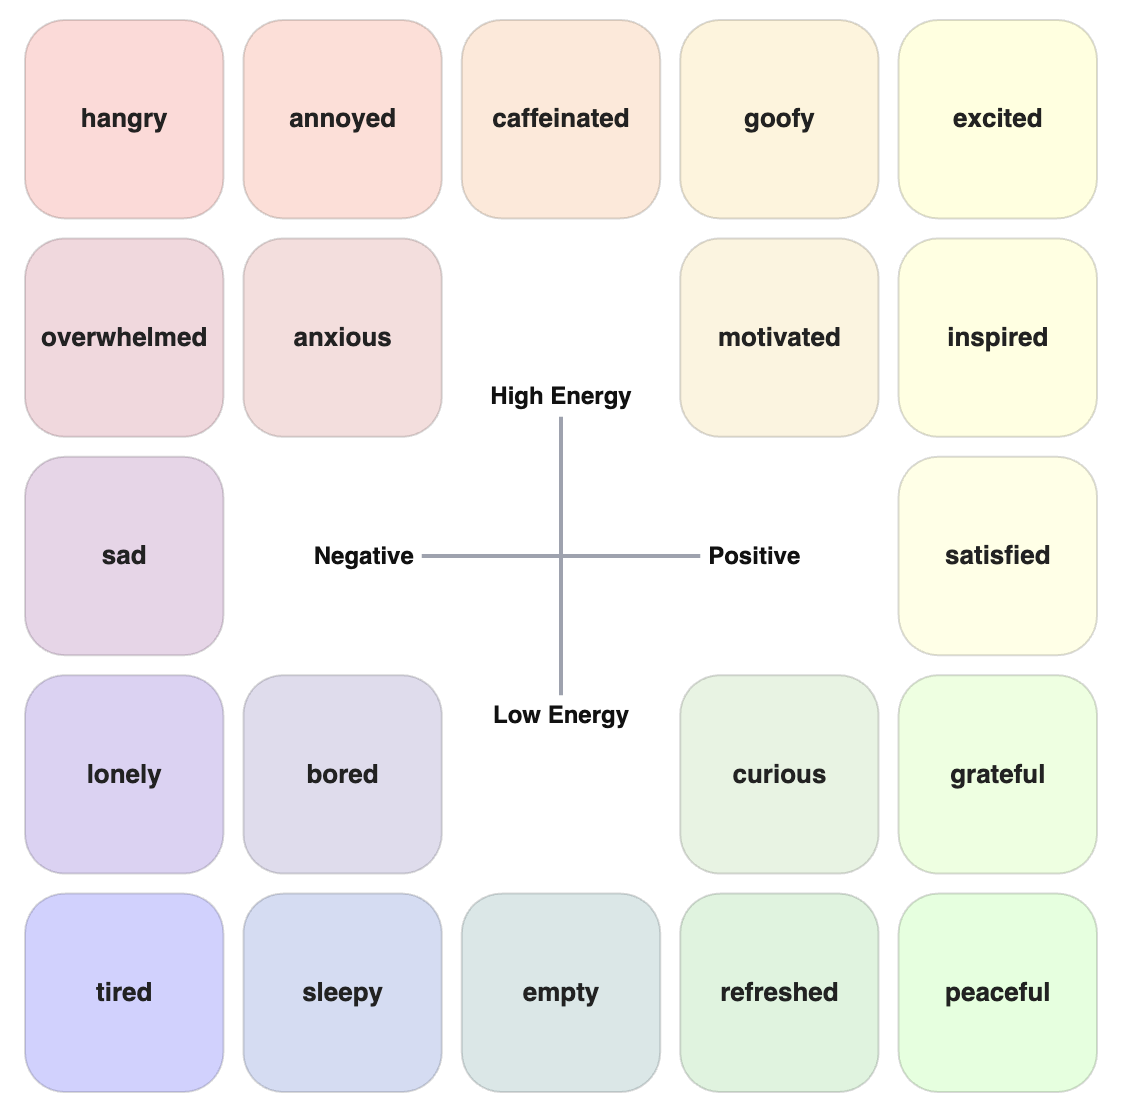 hangry
annoyed
caffeinated
goofy
excited
overwhelmed
anxious
motivated
inspired
High Energy
sad
Negative
Positive
satisfied
Low Energy
lonely
bored
curious
grateful
tired
sleepy
empty
refreshed
peaceful